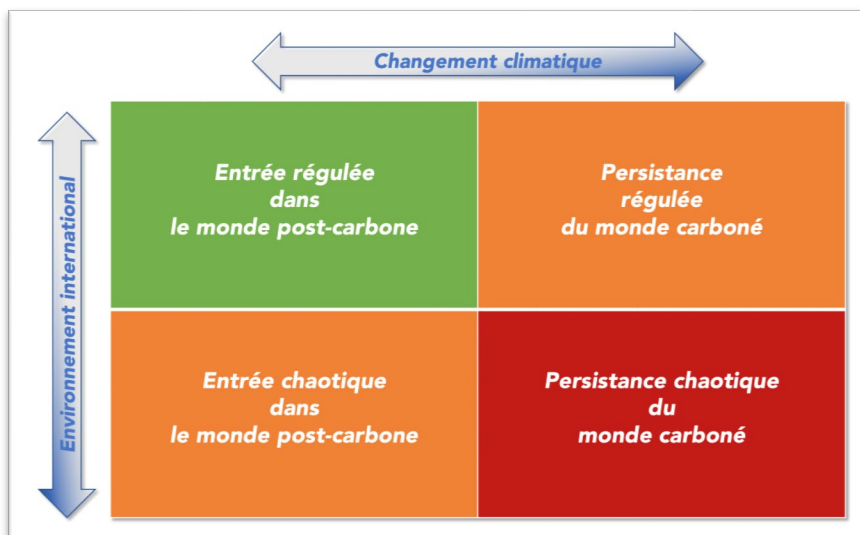 Changement climatique
Environnement international
Entrée régulée
dans
le monde post-carbone
Persistance
régulée
du monde carboné
Entrée chaotique
dans
le monde post-carbone
Persistance chaotique
du
monde carboné